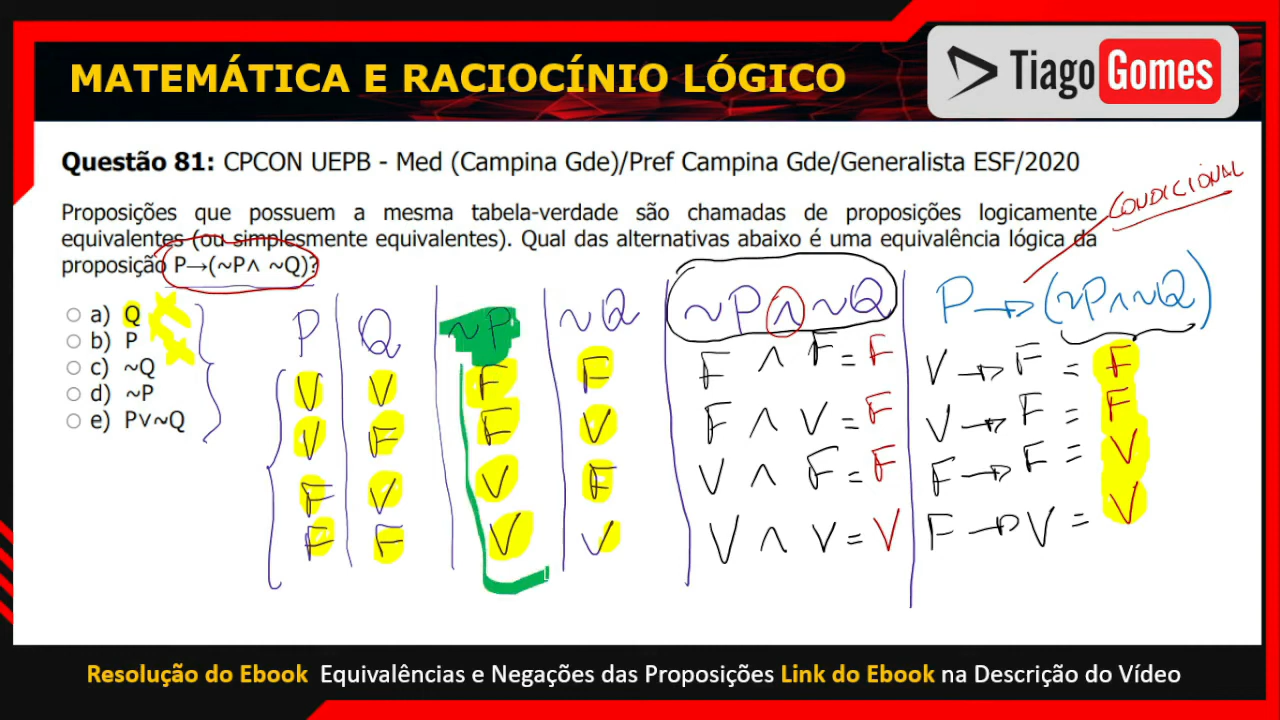 MATEMÁTICA E RACIOCÍNIO LÓGICO
Tiago Gomes
Questão 81: CPCON UEPB - Med (Campina Gde)/Pref Campina Gde/Generalista ESF/2020
CONDICIONAL
Proposições que possuem a mesma tabela-verdade são chamadas de proposições logicamente
equivalentes (ou simplesmente equivalentes). Qual das alternativas abaixo é uma equivalência lógica da
proposição P→(~P∧ ~Q)?
a) Q
b) P
c) ~Q
d) ~P
e) P∨~Q
P Q ~P ~Q ~P ∧ ~Q P → (~P∧~Q)
V V F F F ∧ F = F V → F = F
V F F V F ∧ V = F V → F = F
F V V F V ∧ F = F F → F = V
F F V V V ∧ V = V F → V = V
Resolução do Ebook Equivalências e Negações das Proposições Link do Ebook na Descrição do Vídeo